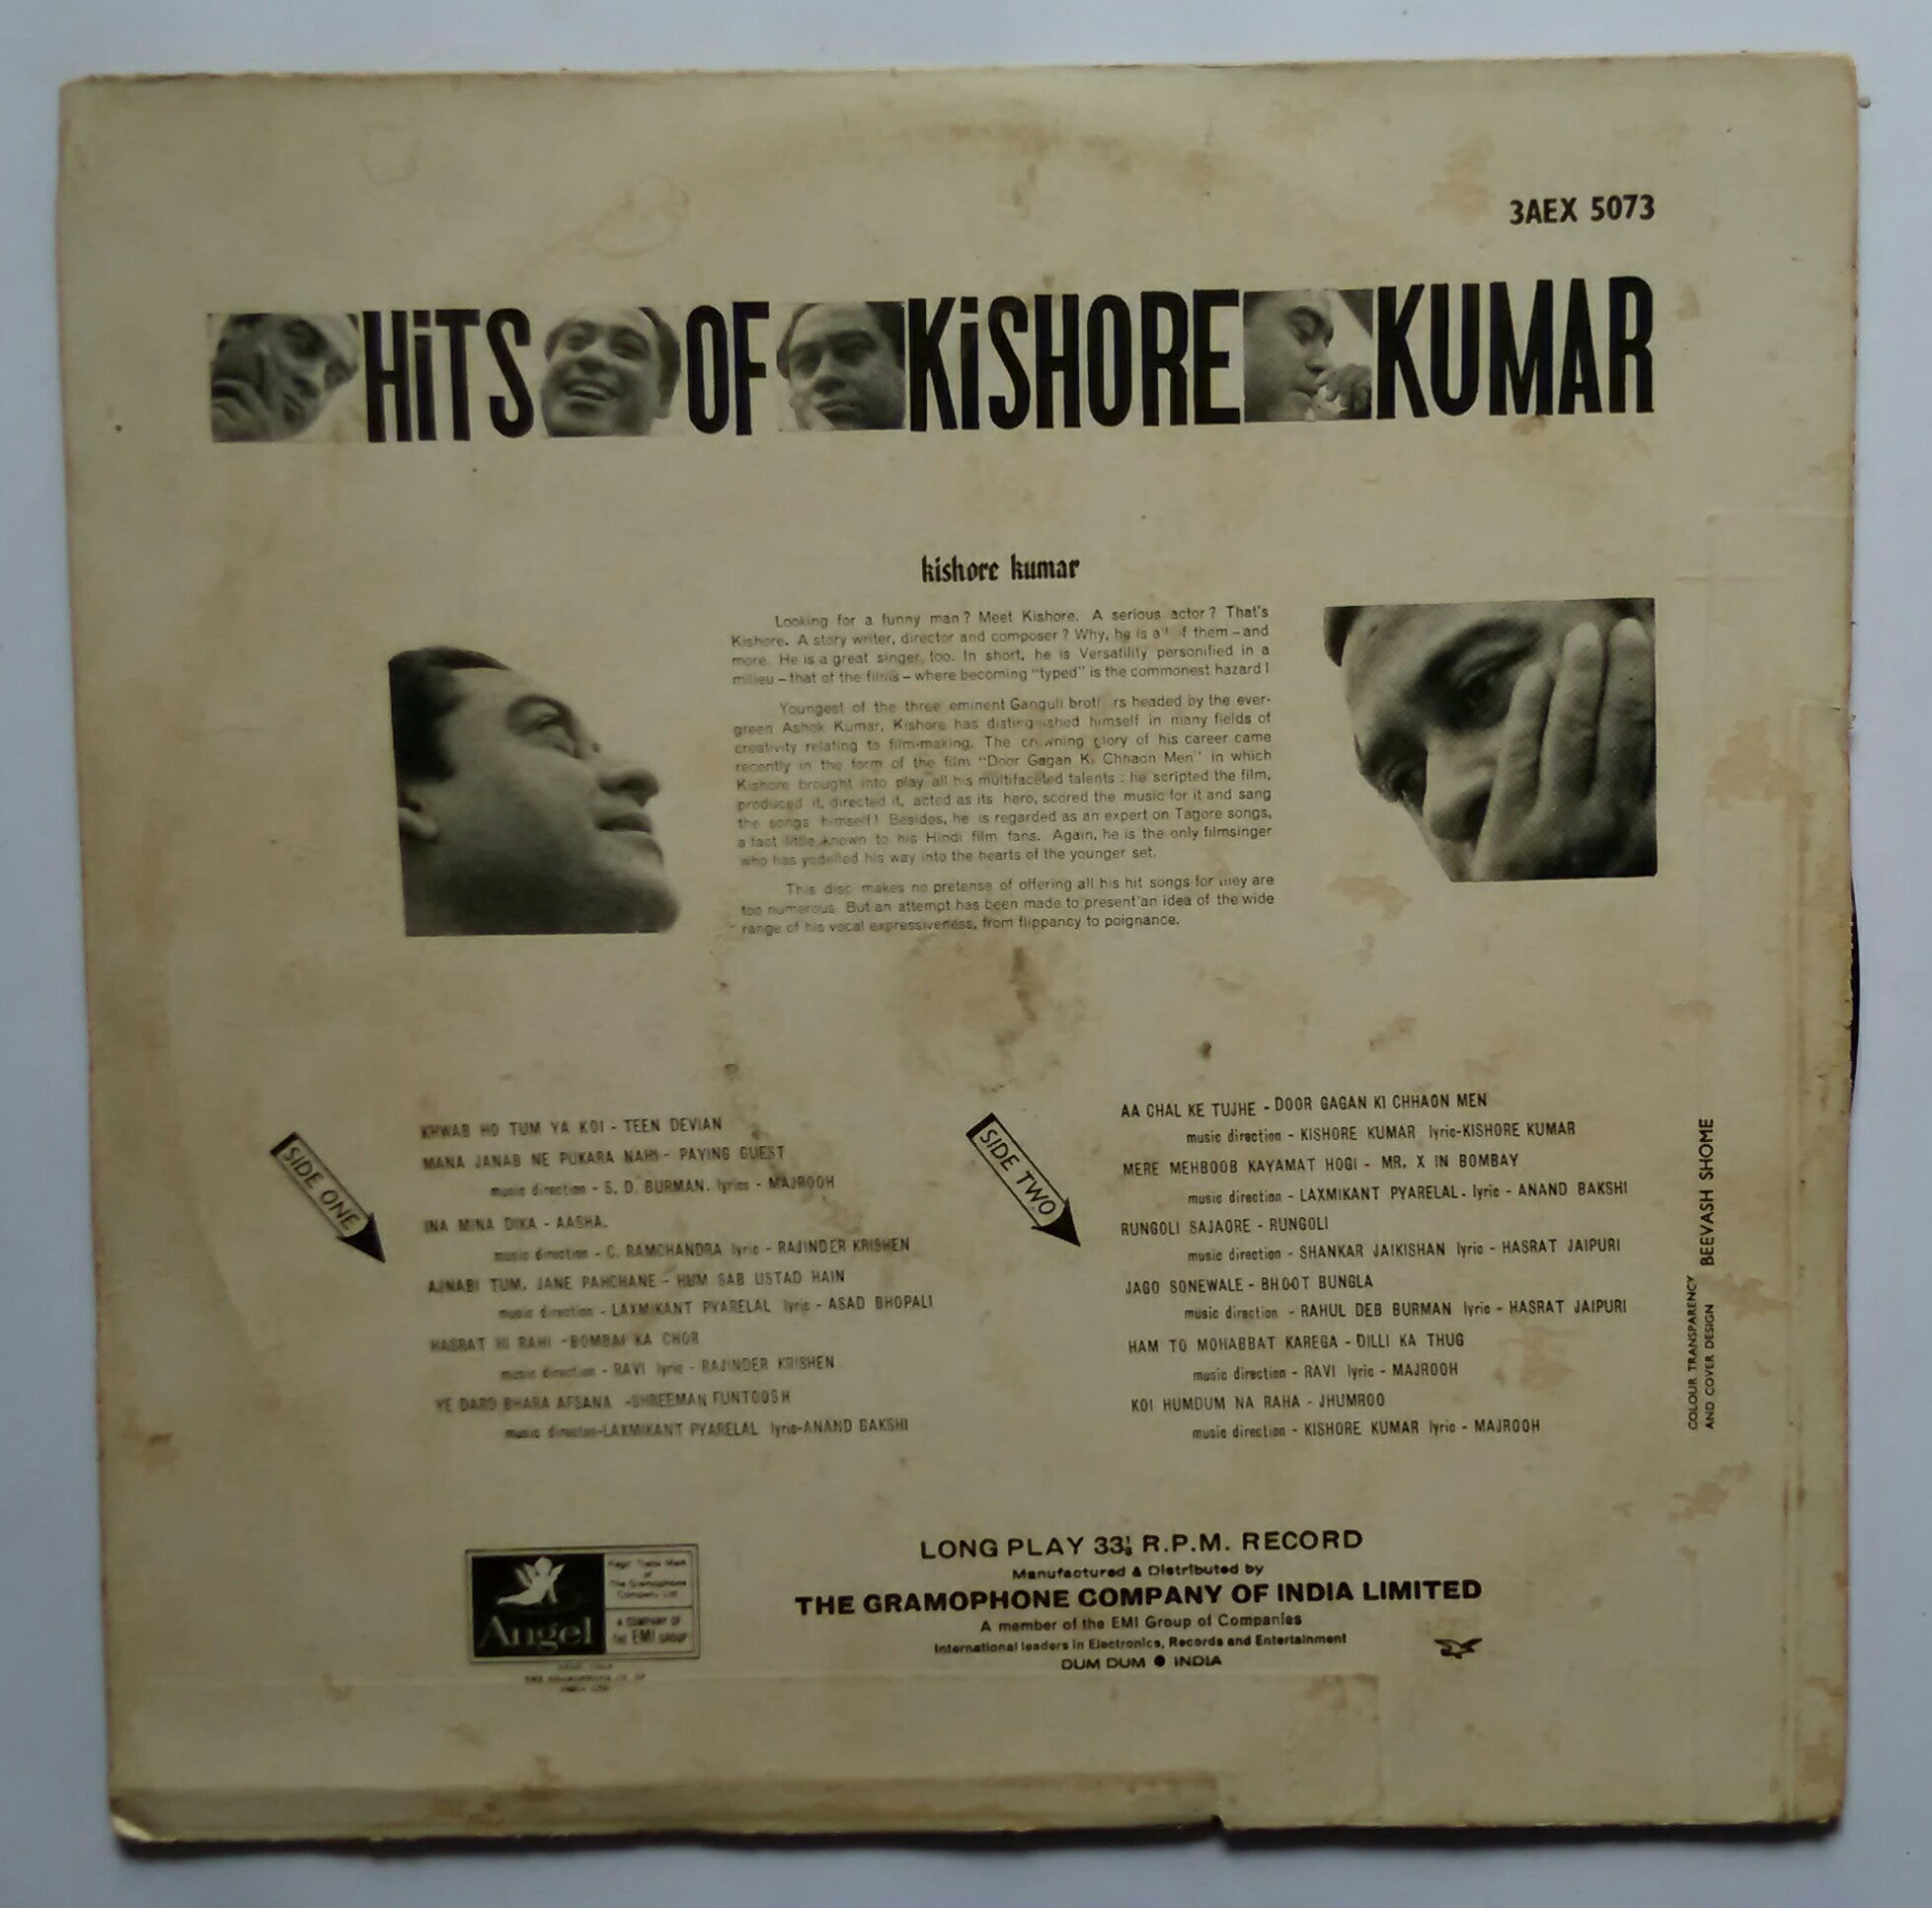 3AEX 5073
HiTS OF KiSHORE KUMAR
kishore kumar
Looking for a funny man? Meet Kishore. A serious actor? That's
Kishore. A story writer, director and composer? Why, he is of them – and
more. He is a great singer, too. In short, he is Versatility personified in a
milieu – that of the films – where becoming "typed" is the commonest hazard!
Youngest of the three eminent Ganguli brothers headed by the ever-
green Ashok Kumar, Kishore has distinguished himself in many fields of
creativity relating to film-making. The crowning glory of his career came
recently in the form of the film "Door Gagan Ki Chhaon Men" in which
Kishore brought into play all his multifaceted talents : he scripted the film,
produced it, directed it, acted as its hero, scored the music for it and sang
the songs himself! Besides, he is regarded as an expert on Tagore songs,
a fact little known to his Hindi film fans. Again, he is the only filmsinger
who has yodelled his way into the hearts of the younger set.
This disc makes no pretense of offering all his hit songs for they are
too numerous. But an attempt has been made to present an idea of the wide
range of his vocal expressiveness, from flippancy to poignance.
SIDE ONE
KHWAB HO TUM YA KOI - TEEN DEVIAN
MANA JANAB NE PUKARA NAHI - PAYING GUEST
music direction - S. D. BURMAN. lyrics - MAJROOH
INA MINA DIKA - AASHA.
music direction - C. RAMCHANDRA lyric - RAJINDER KRISHEN
AJNABI TUM, JANE PAHCHANE - HUM SAB USTAD HAIN
music direction - LAXMIKANT PYARELAL lyric - ASAD BHOPALI
HASRAT HI RAHI - BOMBAI KA CHOR
music direction - RAVI lyric - RAJINDER KRISHEN
YE DARD BHARA AFSANA - SHREEMAN FUNTOOSH
music directon-LAXMIKANT PYARELAL lyric-ANAND BAKSHI
SIDE TWO
AA CHAL KE TUJHE - DOOR GAGAN KI CHHAON MEN
music direction - KISHORE KUMAR lyric-KISHORE KUMAR
MERE MEHBOOB KAYAMAT HOGI - MR. X IN BOMBAY
music direction - LAXMIKANT PYARELAL. lyric - ANAND BAKSHI
RUNGOLI SAJAORE - RUNGOLI
music direction - SHANKAR JAIKISHAN lyric - HASRAT JAIPURI
JAGO SONEWALE - BHOOT BUNGLA
music direction - RAHUL DEB BURMAN lyric - HASRAT JAIPURI
HAM TO MOHABBAT KAREGA - DILLI KA THUG
music direction - RAVI lyric - MAJROOH
KOI HUMDUM NA RAHA - JHUMROO
music direction - KISHORE KUMAR lyric - MAJROOH
COLOUR TRANSPARENCY
AND COVER DESIGN BEEVASH SHOME
Angel
Regd. Trade Mark
of
The Gramophone
Company Ltd.
A COMPANY OF
THE EMI GROUP
LONG PLAY 33⅓ R.P.M. RECORD
Manufactured & Distributed by
THE GRAMOPHONE COMPANY OF INDIA LIMITED
A member of the EMI Group of Companies
International leaders in Electronics, Records and Entertainment
DUM DUM ● INDIA